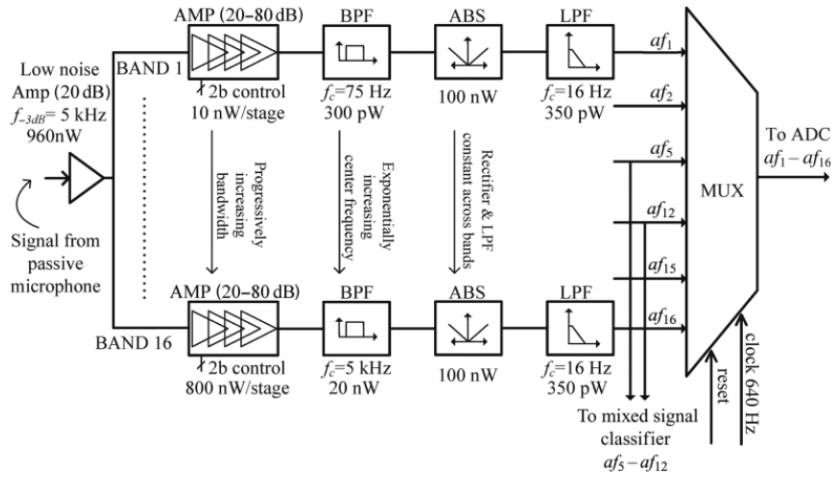 AMP (20–80 dB)
BPF
ABS
LPF
Low noise
Amp (20 dB)
f−3dB= 5 kHz
960nW
BAND 1
2b control
10 nW/stage
fc=75 Hz
300 pW
100 nW
fc=16 Hz
350 pW
af1
af2
af5
af12
af15
af16
MUX
To ADC
af1−af16
Progressively
increasing
bandwidth
Exponentially
increasing
center frequency
Rectifier & LPF
constant across bands
Signal from
passive
microphone
AMP (20–80 dB)
BPF
ABS
LPF
BAND 16
2b control
800 nW/stage
fc=5 kHz
20 nW
100 nW
fc=16 Hz
350 pW
To mixed signal
classifier
af5−af12
reset
clock 640 Hz